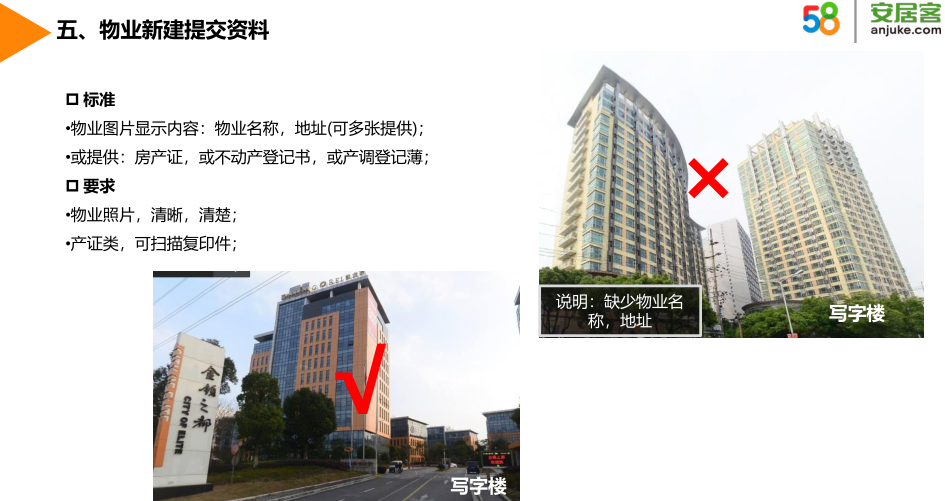 五、物业新建提交资料
58
安居客
anjuke.com
标准
•物业图片显示内容：物业名称，地址(可多张提供)；
•或提供：房产证，或不动产登记书，或产调登记薄；
要求
•物业照片，清晰，清楚；
•产证类，可扫描复印件；
说明：缺少物业名
称，地址
写字楼
金领之都
CITY OF ELITE
写字楼